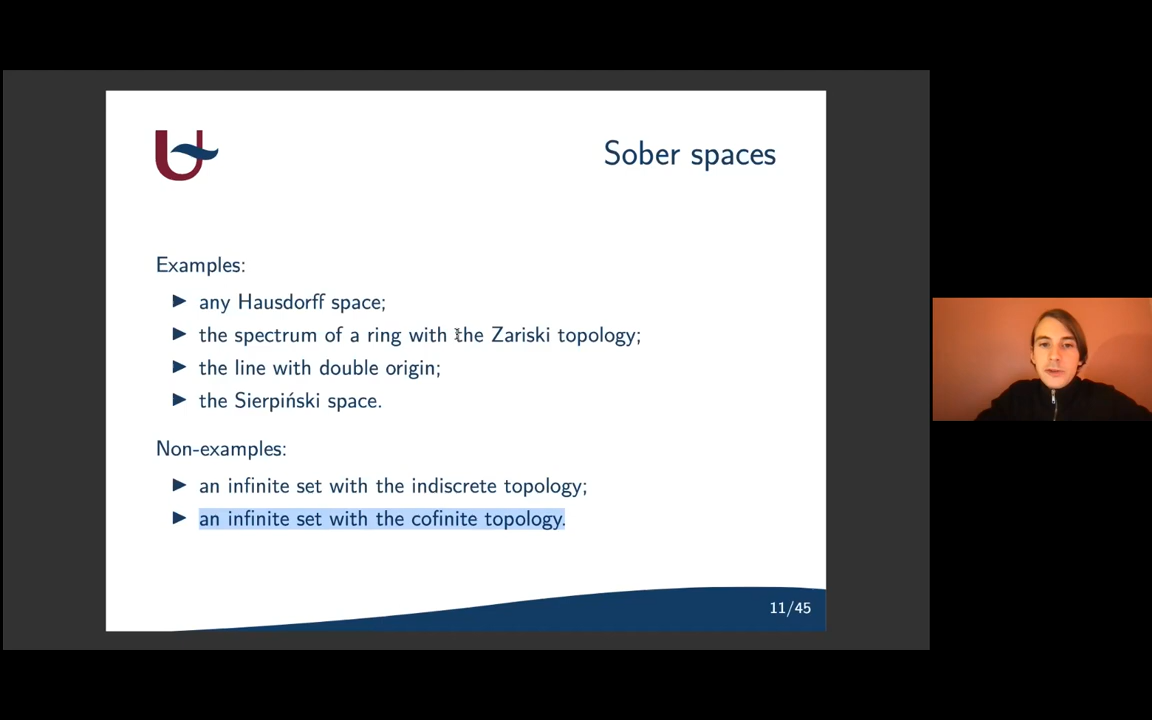 Sober spaces
Examples:
▶ any Hausdorff space;
▶ the spectrum of a ring with the Zariski topology;
▶ the line with double origin;
▶ the Sierpiński space.
Non-examples:
▶ an infinite set with the indiscrete topology;
▶ an infinite set with the cofinite topology.
11/45